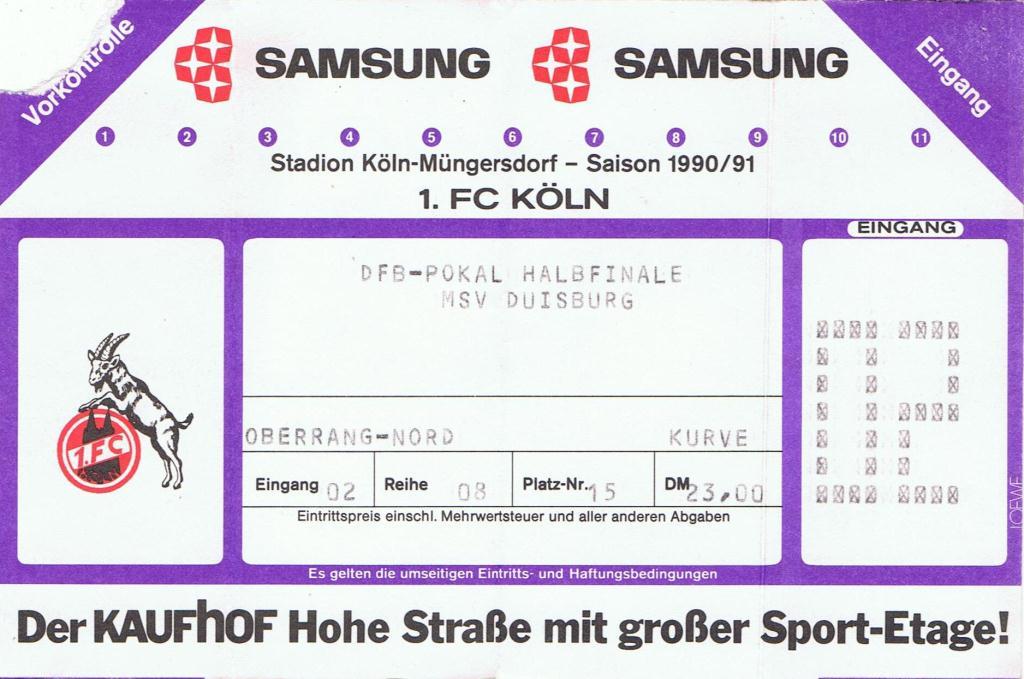 Vorkontrolle
SAMSUNG SAMSUNG
Eingang
1 2 3 4 5 6 7 8 9 10 11
Stadion Köln-Müngersdorf – Saison 1990/91
1. FC KÖLN
EINGANG
DFB-POKAL HALBFINALE
MSV DUISBURG
02
1.FC
OBERRANG-NORD KURVE
Eingang 02 Reihe 08 Platz-Nr. 15 DM 23,00
Eintrittspreis einschl. Mehrwertsteuer und aller anderen Abgaben
LOEWE
Es gelten die umseitigen Eintritts- und Haftungsbedingungen
Der KAUFhOF Hohe Straße mit großer Sport-Etage!